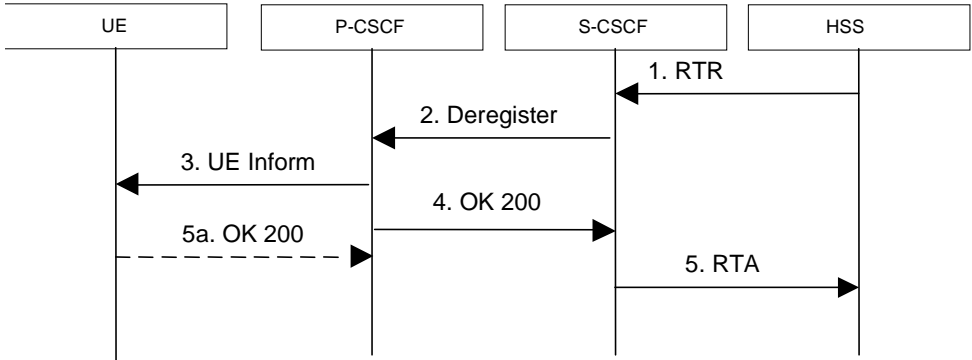 UE
P-CSCF
S-CSCF
HSS
1. RTR
2. Deregister
3. UE Inform
4. OK 200
5a. OK 200
5. RTA